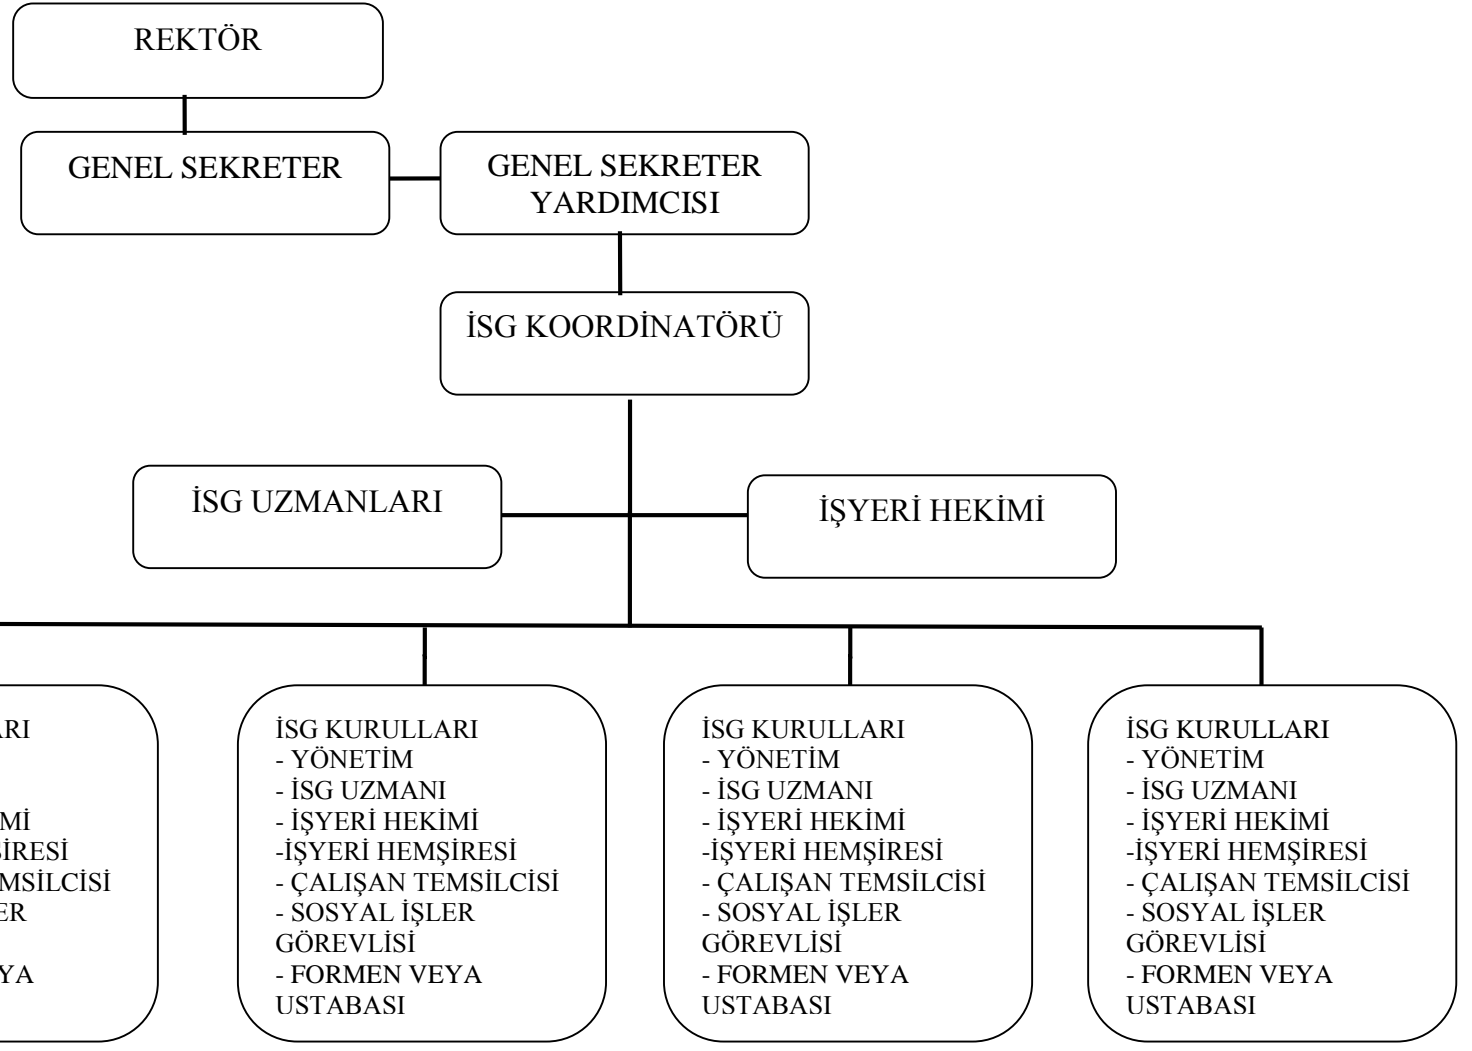 REKTÖR
GENEL SEKRETER
GENEL SEKRETER
YARDIMCISI
İSG KOORDİNATÖRÜ
İSG UZMANLARI
İŞYERİ HEKİMİ
İSG KURULLARI
- YÖNETİM
- İSG UZMANI
- İŞYERİ HEKİMİ
-İŞYERİ HEMŞİRESİ
- ÇALIŞAN TEMSİLCİSİ
- SOSYAL İŞLER
GÖREVLİSİ
- FORMEN VEYA
USTABASI
İSG KURULLARI
- YÖNETİM
- İSG UZMANI
- İŞYERİ HEKİMİ
-İŞYERİ HEMŞİRESİ
- ÇALIŞAN TEMSİLCİSİ
- SOSYAL İŞLER
GÖREVLİSİ
- FORMEN VEYA
USTABASI
İSG KURULLARI
- YÖNETİM
- İSG UZMANI
- İŞYERİ HEKİMİ
-İŞYERİ HEMŞİRESİ
- ÇALIŞAN TEMSİLCİSİ
- SOSYAL İŞLER
GÖREVLİSİ
- FORMEN VEYA
USTABASI